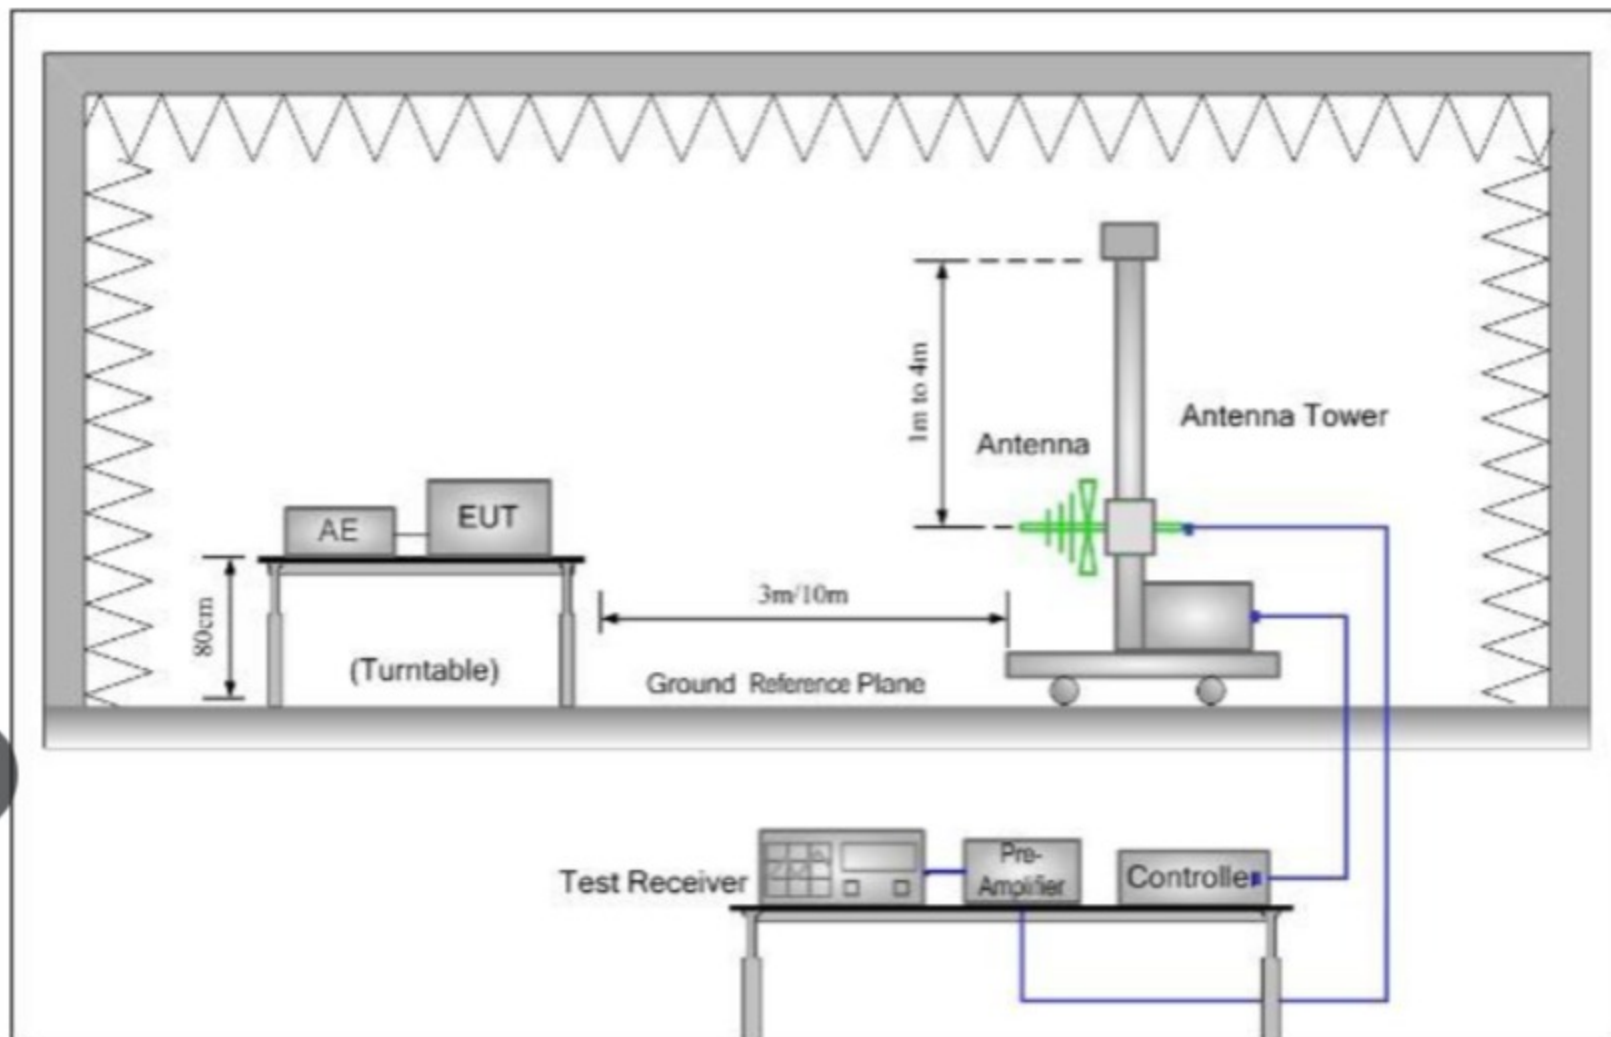 1m to 4m
Antenna Tower
Antenna
AE
EUT
80cm
3m/10m
(Turntable)
Ground Reference Plane
Test Receiver
Pre-
Amplifier
Controller